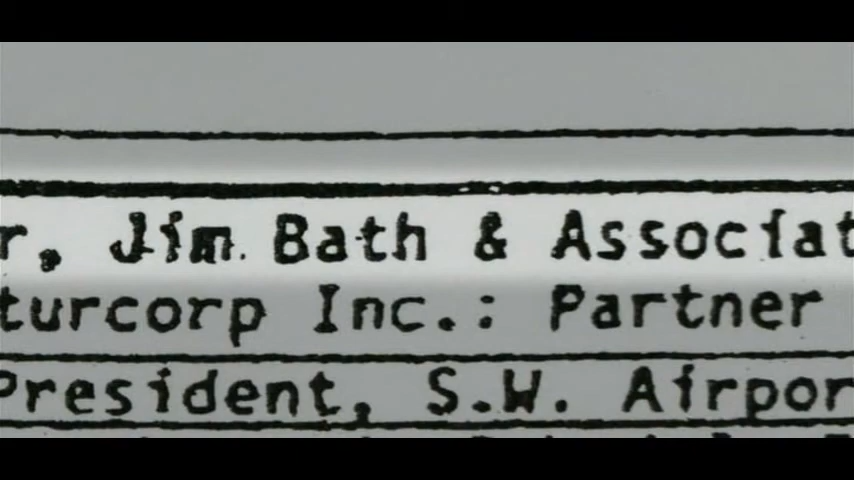 r, Jim Bath & Associat
turcorp Inc.: Partner
President, S.W. Airpor